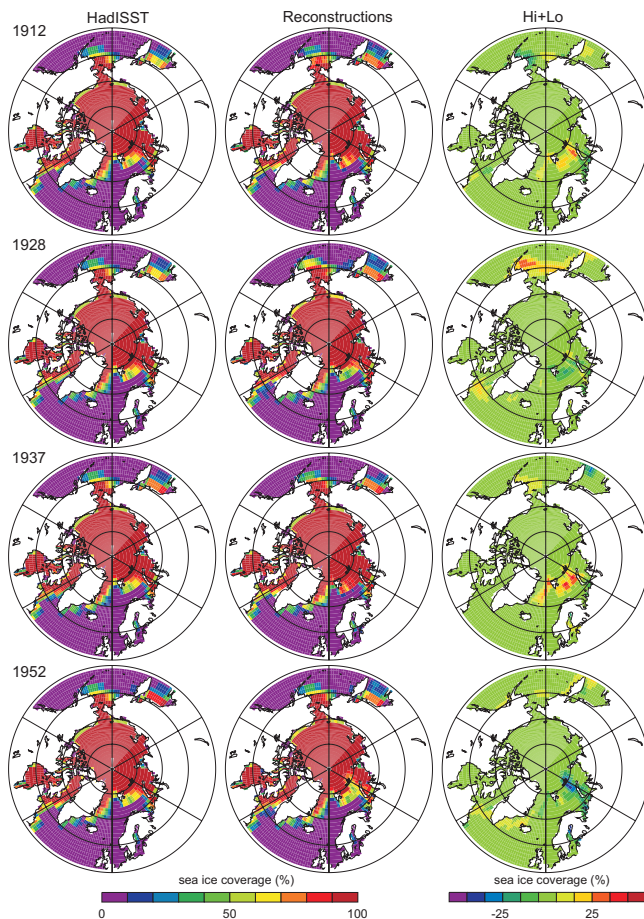 HadISST Reconstructions Hi+Lo
1912
1928
1937
1952
sea ice coverage (%) sea ice coverage (%)
0 50 100 -25 25